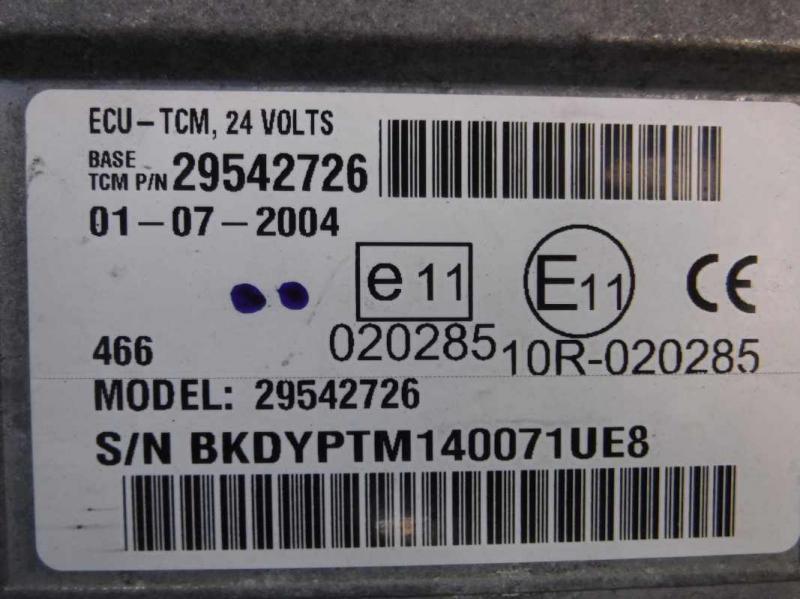 ECU-TCM, 24 VOLTS
BASE
TCM P/N 29542726
01-07-2004
e 11
E11
CE
020285
10R-020285
466
MODEL: 29542726
S/N BKDYPTM140071UE8